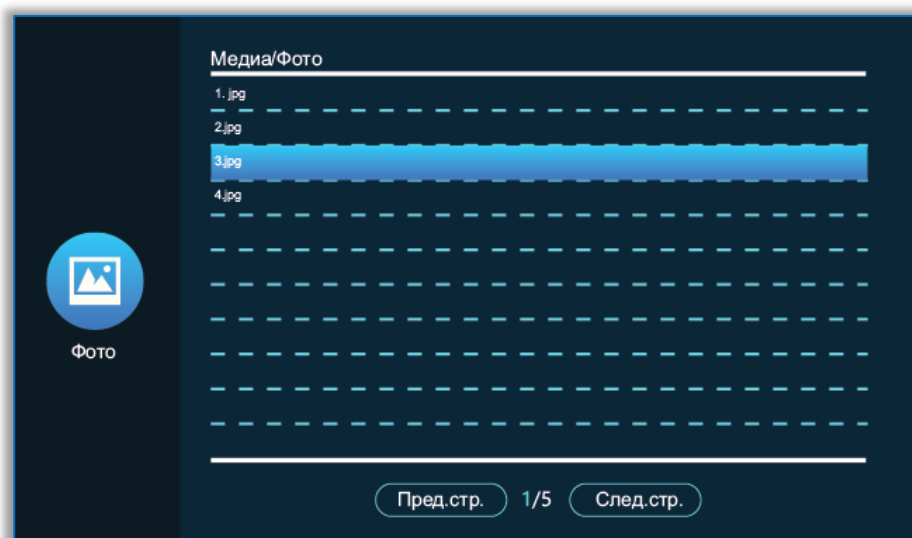 Медиа/Фото
1. jpg
2.jpg
3.jpg
4.jpg
Фото
Пред.стр. 1/5 След.стр.